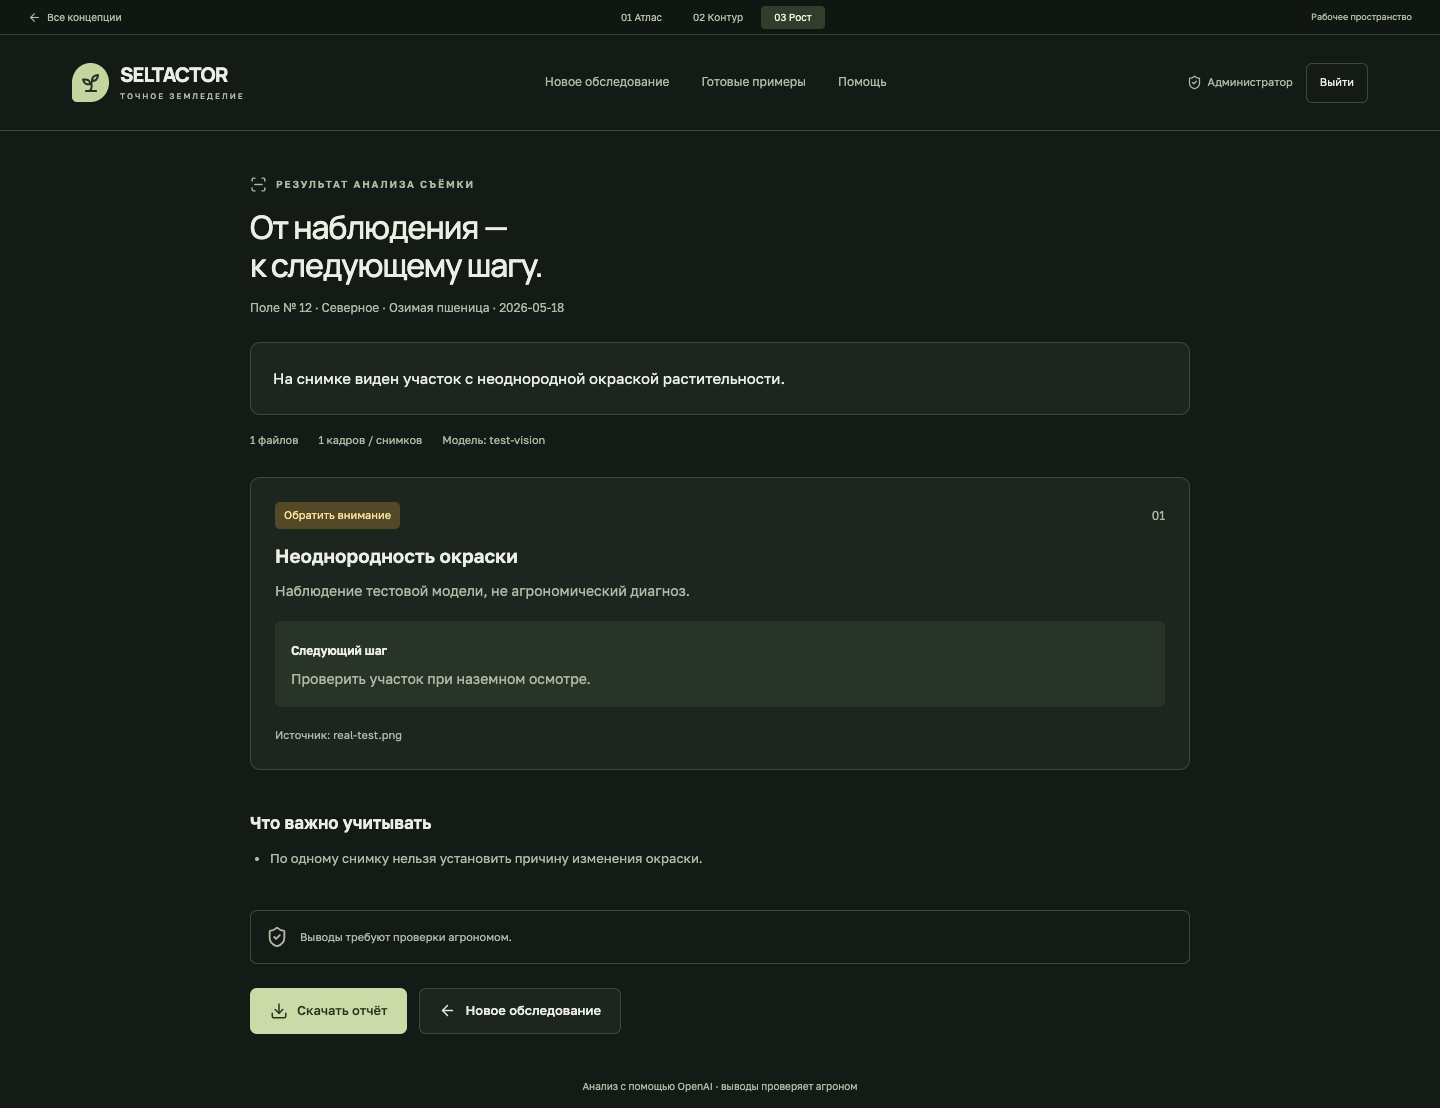 Все концепции
01 Атлас
02 Контур
03 Рост
Рабочее пространство
SELTACTOR
ТОЧНОЕ ЗЕМЛЕДЕЛИЕ
Новое обследование
Готовые примеры
Помощь
Администратор
Выйти
РЕЗУЛЬТАТ АНАЛИЗА СЪЁМКИ
От наблюдения —
к следующему шагу.
Поле № 12 · Северное · Озимая пшеница · 2026-05-18
На снимке виден участок с неоднородной окраской растительности.
1 файлов
1 кадров / снимков
Модель: test-vision
Обратить внимание
01
Неоднородность окраски
Наблюдение тестовой модели, не агрономический диагноз.
Следующий шаг
Проверить участок при наземном осмотре.
Источник: real-test.png
Что важно учитывать
• По одному снимку нельзя установить причину изменения окраски.
Выводы требуют проверки агрономом.
Скачать отчёт
Новое обследование
Анализ с помощью OpenAI · выводы проверяет агроном